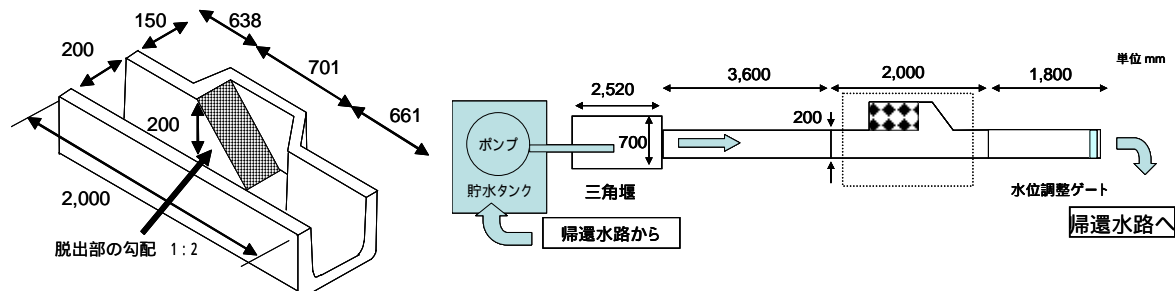 150
638
200
701
661
200
2,000
脱出部の勾配 1:2
単位 mm
3,600
2,000
1,800
2,520
200
700
ポンプ
貯水タンク
三角堰
水位調整ゲート
帰還水路から
帰還水路へ